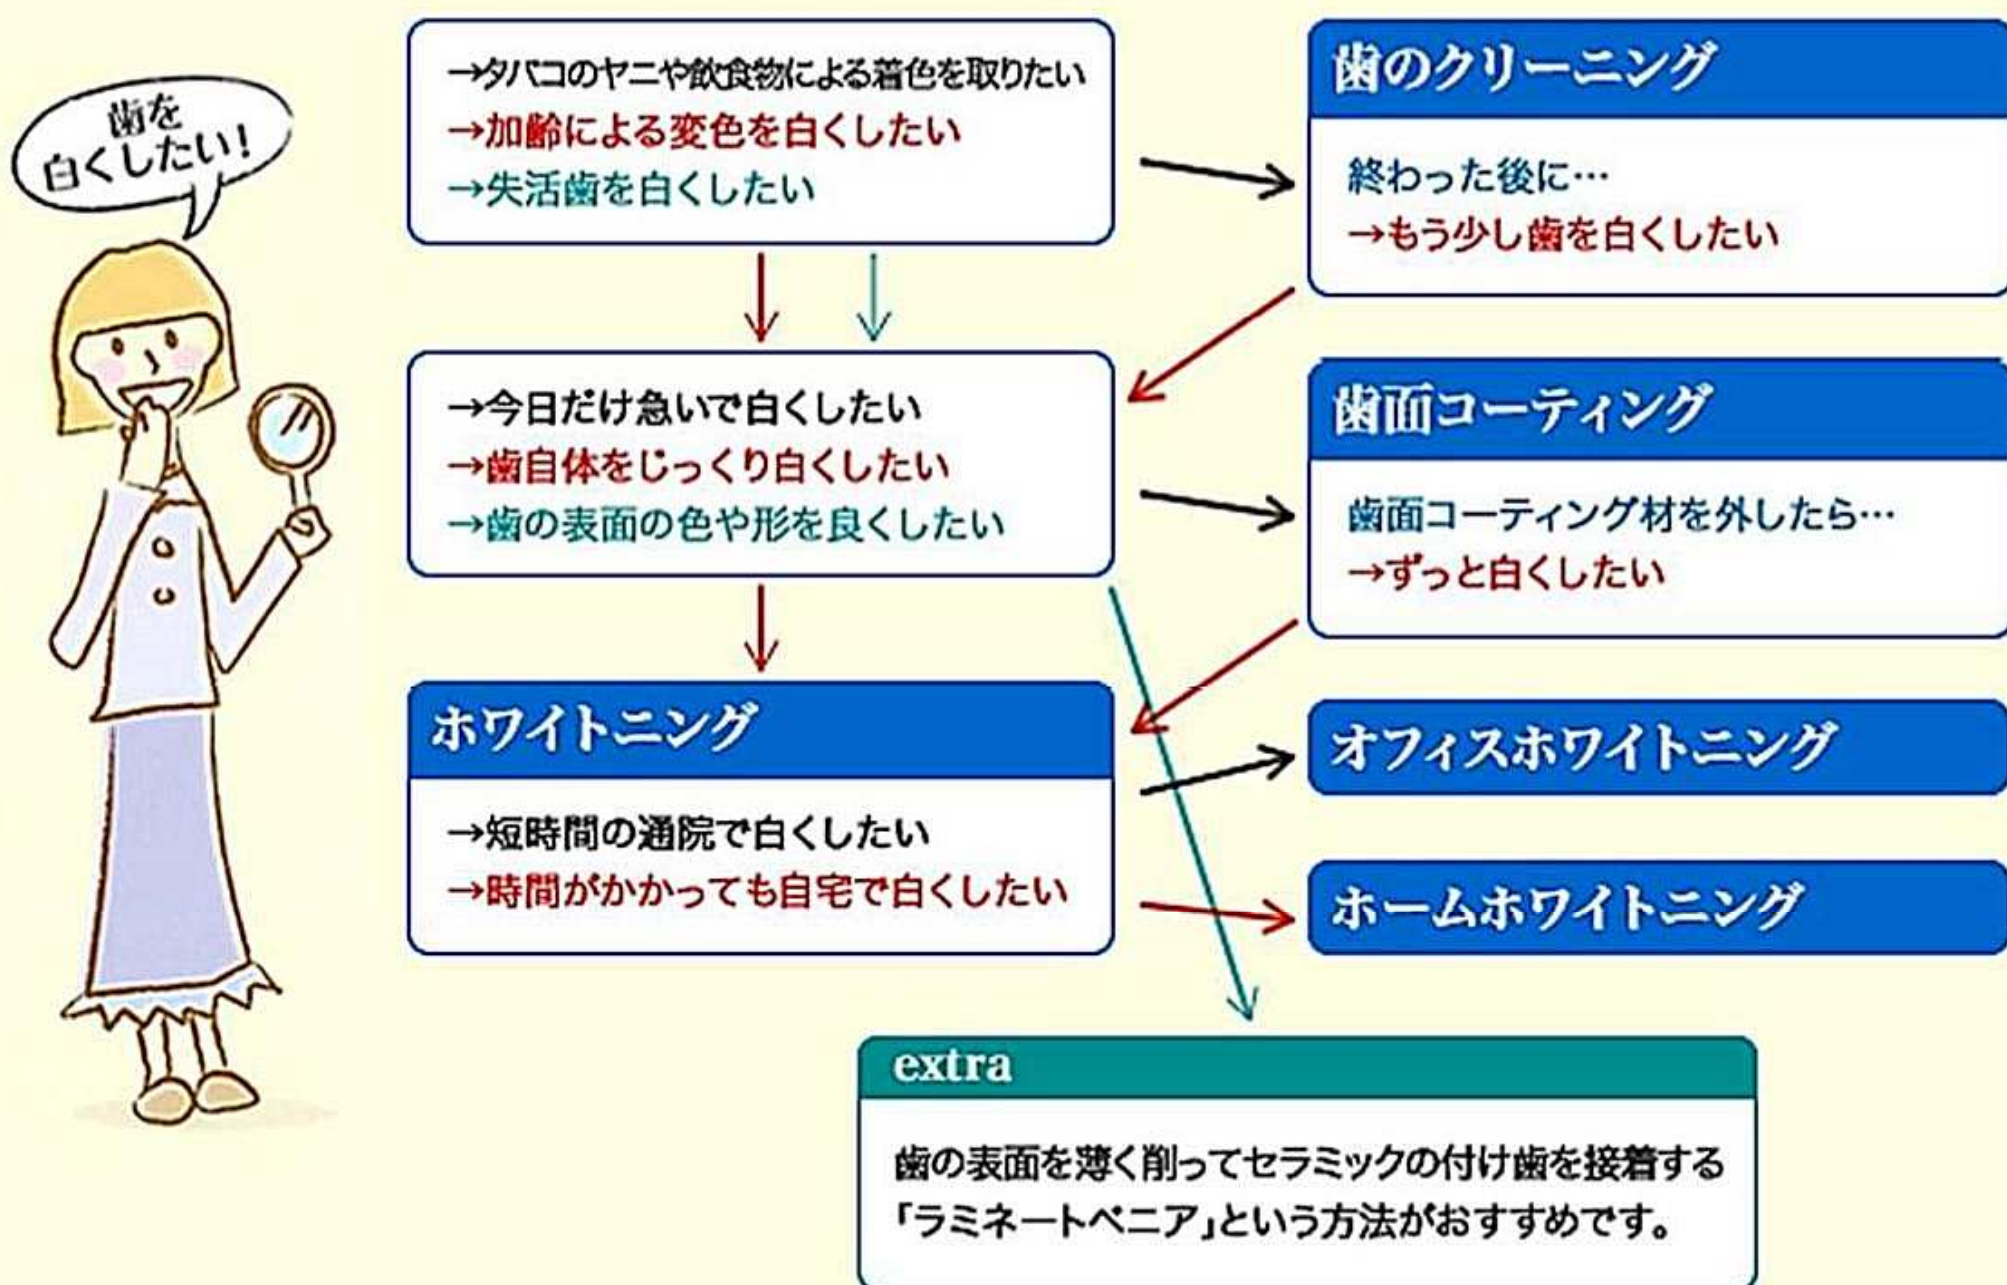 歯を
白くしたい!
→タバコのヤニや飲食物による着色を取りたい
→加齢による変色を白くしたい
→失活歯を白くしたい
歯のクリーニング
終わった後に…
→もう少し歯を白くしたい
→今日だけ急いで白くしたい
→歯自体をじっくり白くしたい
→歯の表面の色や形を良くしたい
歯面コーティング
歯面コーティング材を外したら…
→ずっと白くしたい
ホワイトニング
→短時間の通院で白くしたい
→時間がかかっても自宅で白くしたい
オフィスホワイトニング
ホームホワイトニング
extra
歯の表面を薄く削ってセラミックの付け歯を接着する
「ラミネートベニア」という方法がおすすめです。